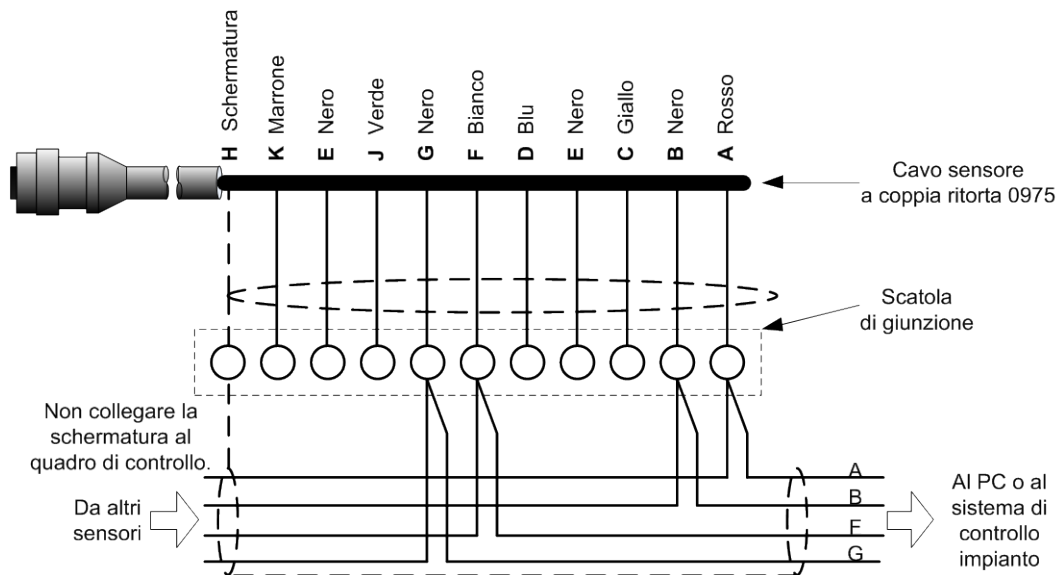 H Schermatura
K Marrone
E Nero
J Verde
G Nero
F Bianco
D Blu
E Nero
C Giallo
B Nero
A Rosso
Cavo sensore
a coppia ritorta 0975
Scatola
di giunzione
Non collegare la
schermatura al
quadro di controllo.
Da altri
sensori
A
B
F
G
Al PC o al
sistema di
controllo
impianto